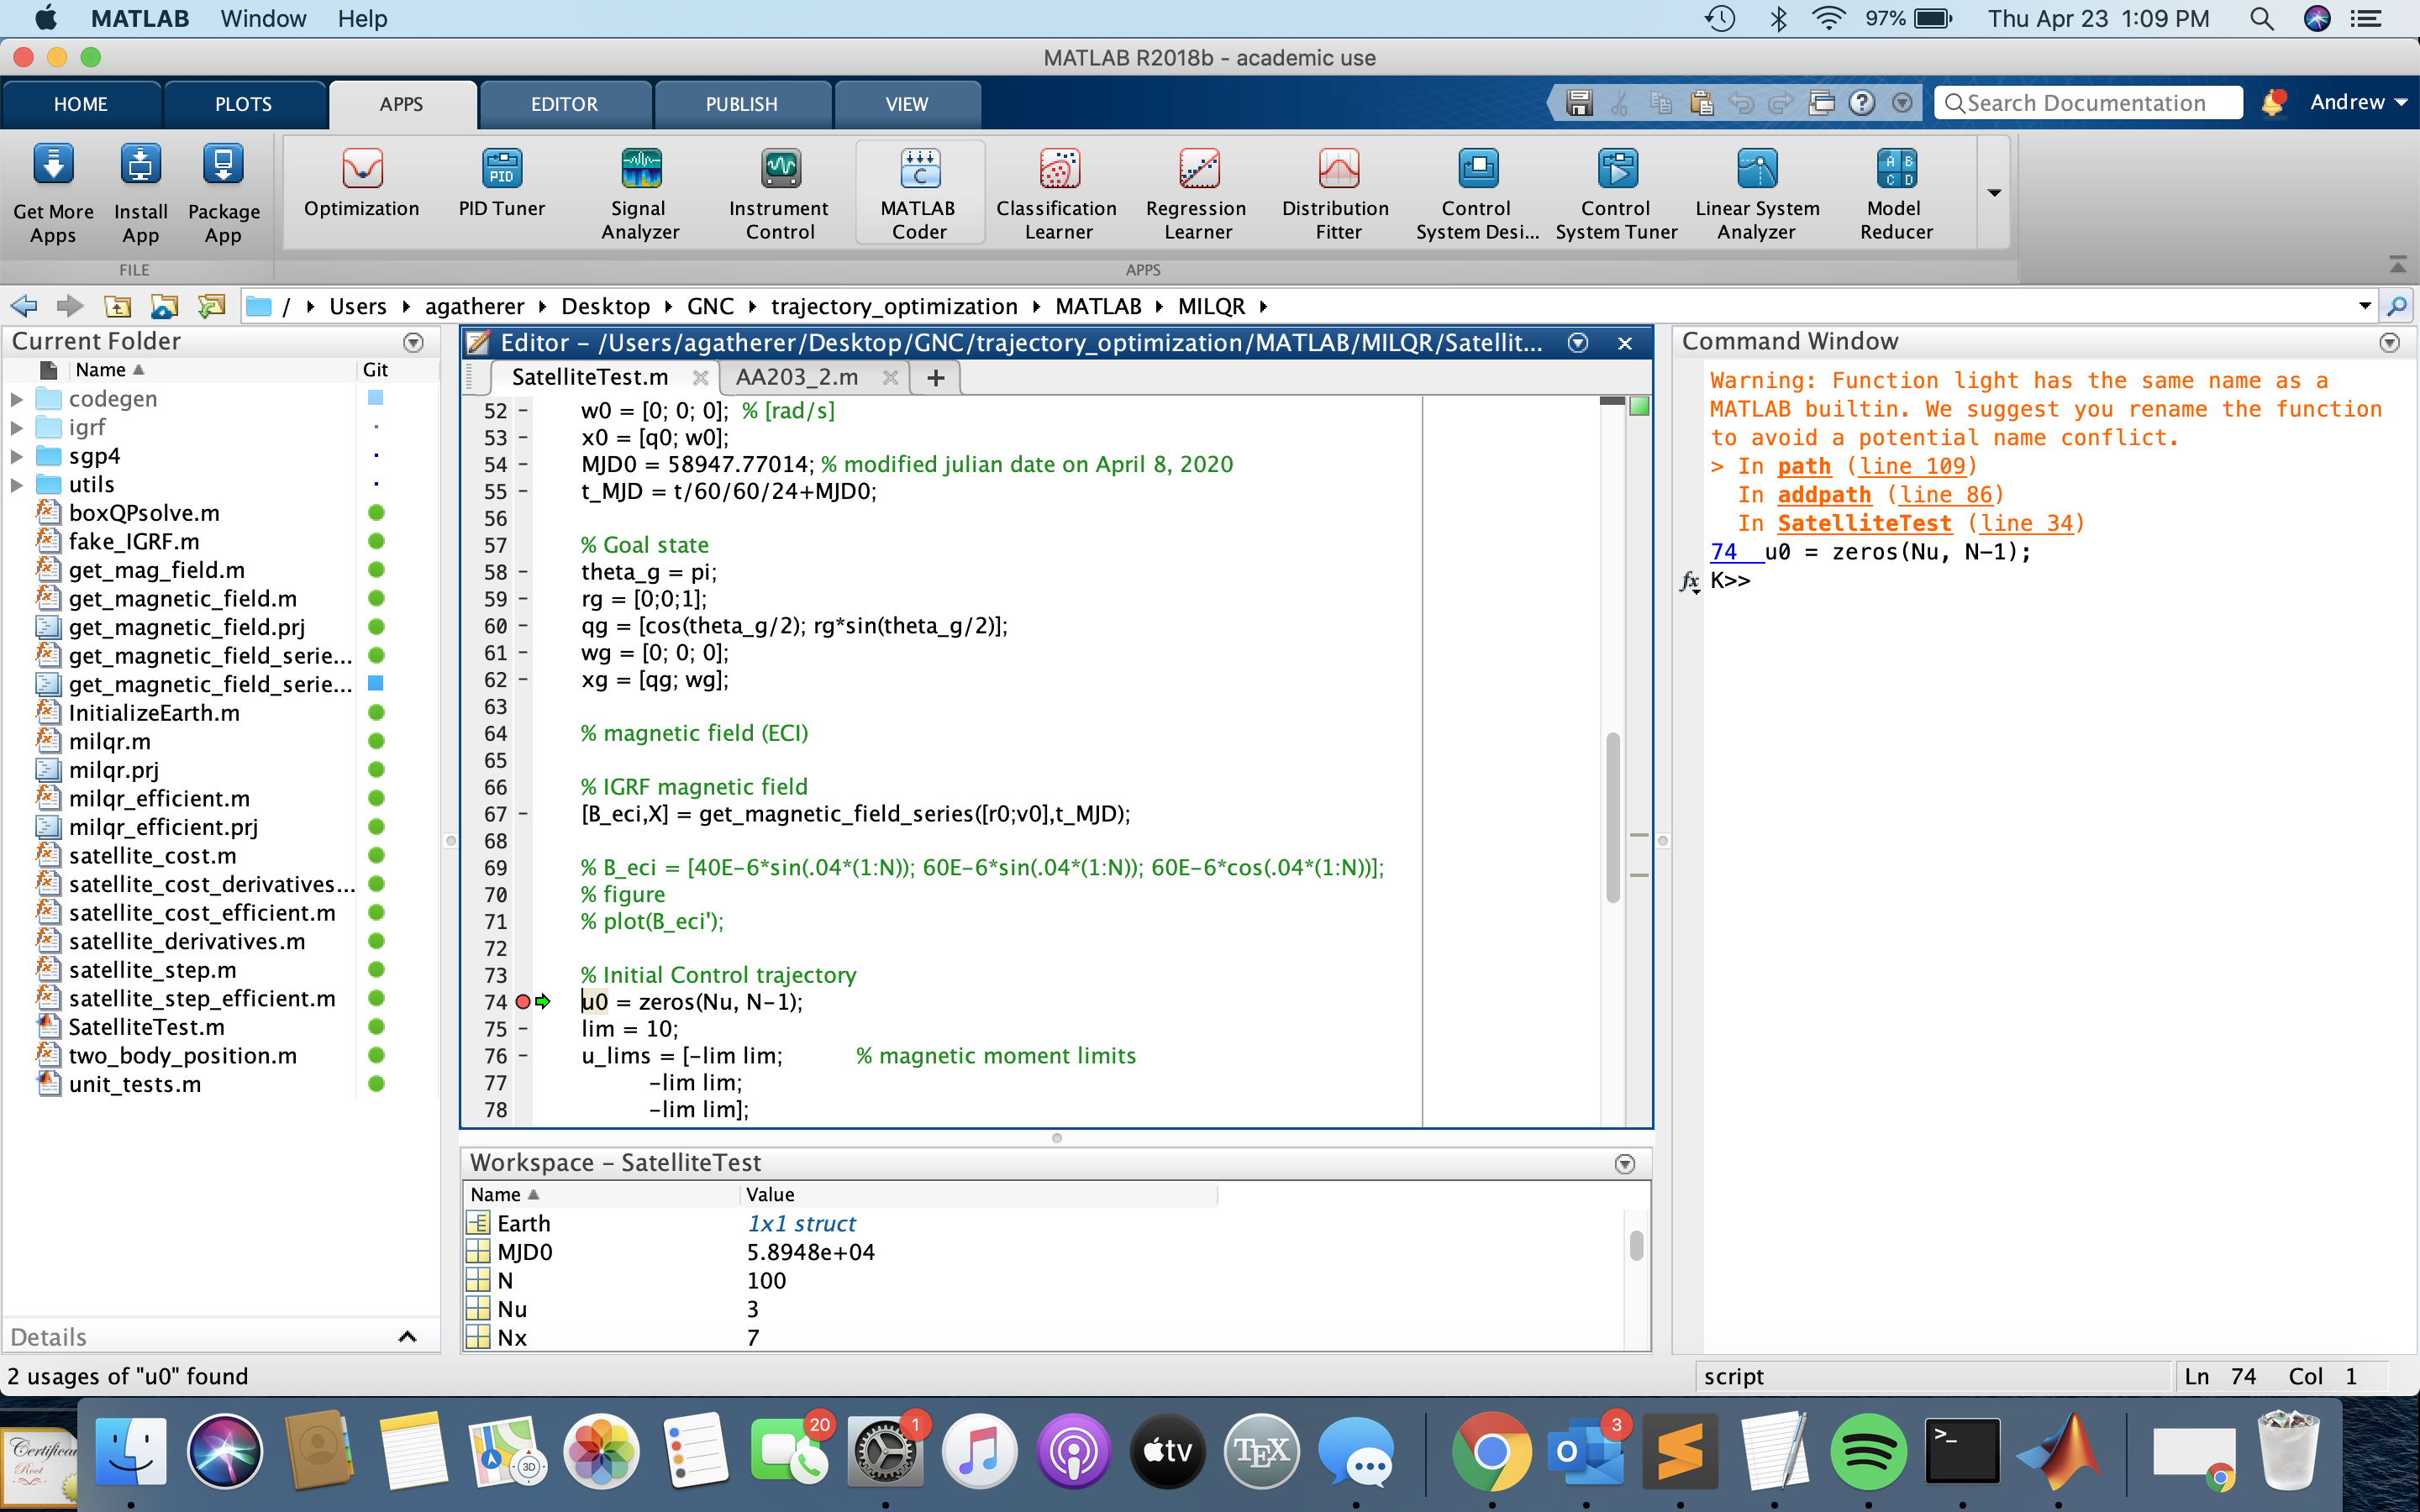 MATLAB Window Help 97% Thu Apr 23 1:09 PM
MATLAB R2018b - academic use
HOME PLOTS APPS EDITOR PUBLISH VIEW Search Documentation Andrew
Get More Apps
Install App
Package App
Optimization
PID
PID Tuner
Signal Analyzer
Instrument Control
C
MATLAB Coder
Classification Learner
Regression Learner
Distribution Fitter
Control System Desi...
Control System Tuner
Linear System Analyzer
A B
C D
Model Reducer
FILE
APPS
/ Users agatherer Desktop GNC trajectory_optimization MATLAB MILQR
Current Folder
Name Git
codegen
igrf
sgp4
utils
boxQPsolve.m
fake_IGRF.m
get_mag_field.m
get_magnetic_field.m
get_magnetic_field.prj
get_magnetic_field_serie...
get_magnetic_field_serie...
InitializeEarth.m
milqr.m
milqr.prj
milqr_efficient.m
milqr_efficient.prj
satellite_cost.m
satellite_cost_derivatives...
satellite_cost_efficient.m
satellite_derivatives.m
satellite_step.m
satellite_step_efficient.m
SatelliteTest.m
two_body_position.m
unit_tests.m
Details
2 usages of "u0" found
Editor - /Users/agatherer/Desktop/GNC/trajectory_optimization/MATLAB/MILQR/Satellit...
SatelliteTest.m AA203_2.m +
52 - w0 = [0; 0; 0]; % [rad/s]
53 - x0 = [q0; w0];
54 - MJD0 = 58947.77014; % modified julian date on April 8, 2020
55 - t_MJD = t/60/60/24+MJD0;
56
57 % Goal state
58 - theta_g = pi;
59 - rg = [0;0;1];
60 - qg = [cos(theta_g/2); rg*sin(theta_g/2)];
61 - wg = [0; 0; 0];
62 - xg = [qg; wg];
63
64 % magnetic field (ECI)
65
66 % IGRF magnetic field
67 - [B_eci,X] = get_magnetic_field_series([r0;v0],t_MJD);
68
69 % B_eci = [40E-6*sin(.04*(1:N)); 60E-6*sin(.04*(1:N)); 60E-6*cos(.04*(1:N))];
70 % figure
71 % plot(B_eci');
72
73 % Initial Control trajectory
74 u0 = zeros(Nu, N-1);
75 - lim = 10;
76 - u_lims = [-lim lim; % magnetic moment limits
77 -lim lim;
78 -lim lim];
Workspace - SatelliteTest
Name Value
Earth 1x1 struct
MJD0 5.8948e+04
N 100
Nu 3
Nx 7
Command Window
Warning: Function light has the same name as a
MATLAB builtin. We suggest you rename the function
to avoid a potential name conflict.
> In path (line 109)
In addpath (line 86)
In SatelliteTest (line 34)
74 u0 = zeros(Nu, N-1);
fx K>>
script Ln 74 Col 1
Certificate
Root
3D
20
1
tv
TEX
3
>_